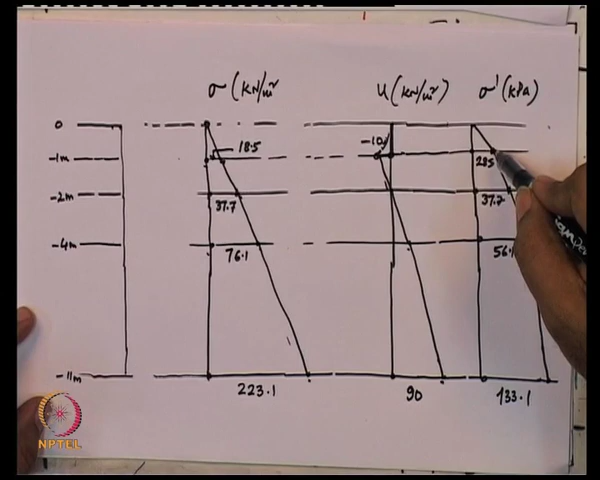 σ (KN/m² u (KN/m²) σ' (kPa)
0
-1m 18.5 -10 28.5
-2m 37.7 37.7
-4m 76.1 56.1
-11m 223.1 90 133.1
NPTEL